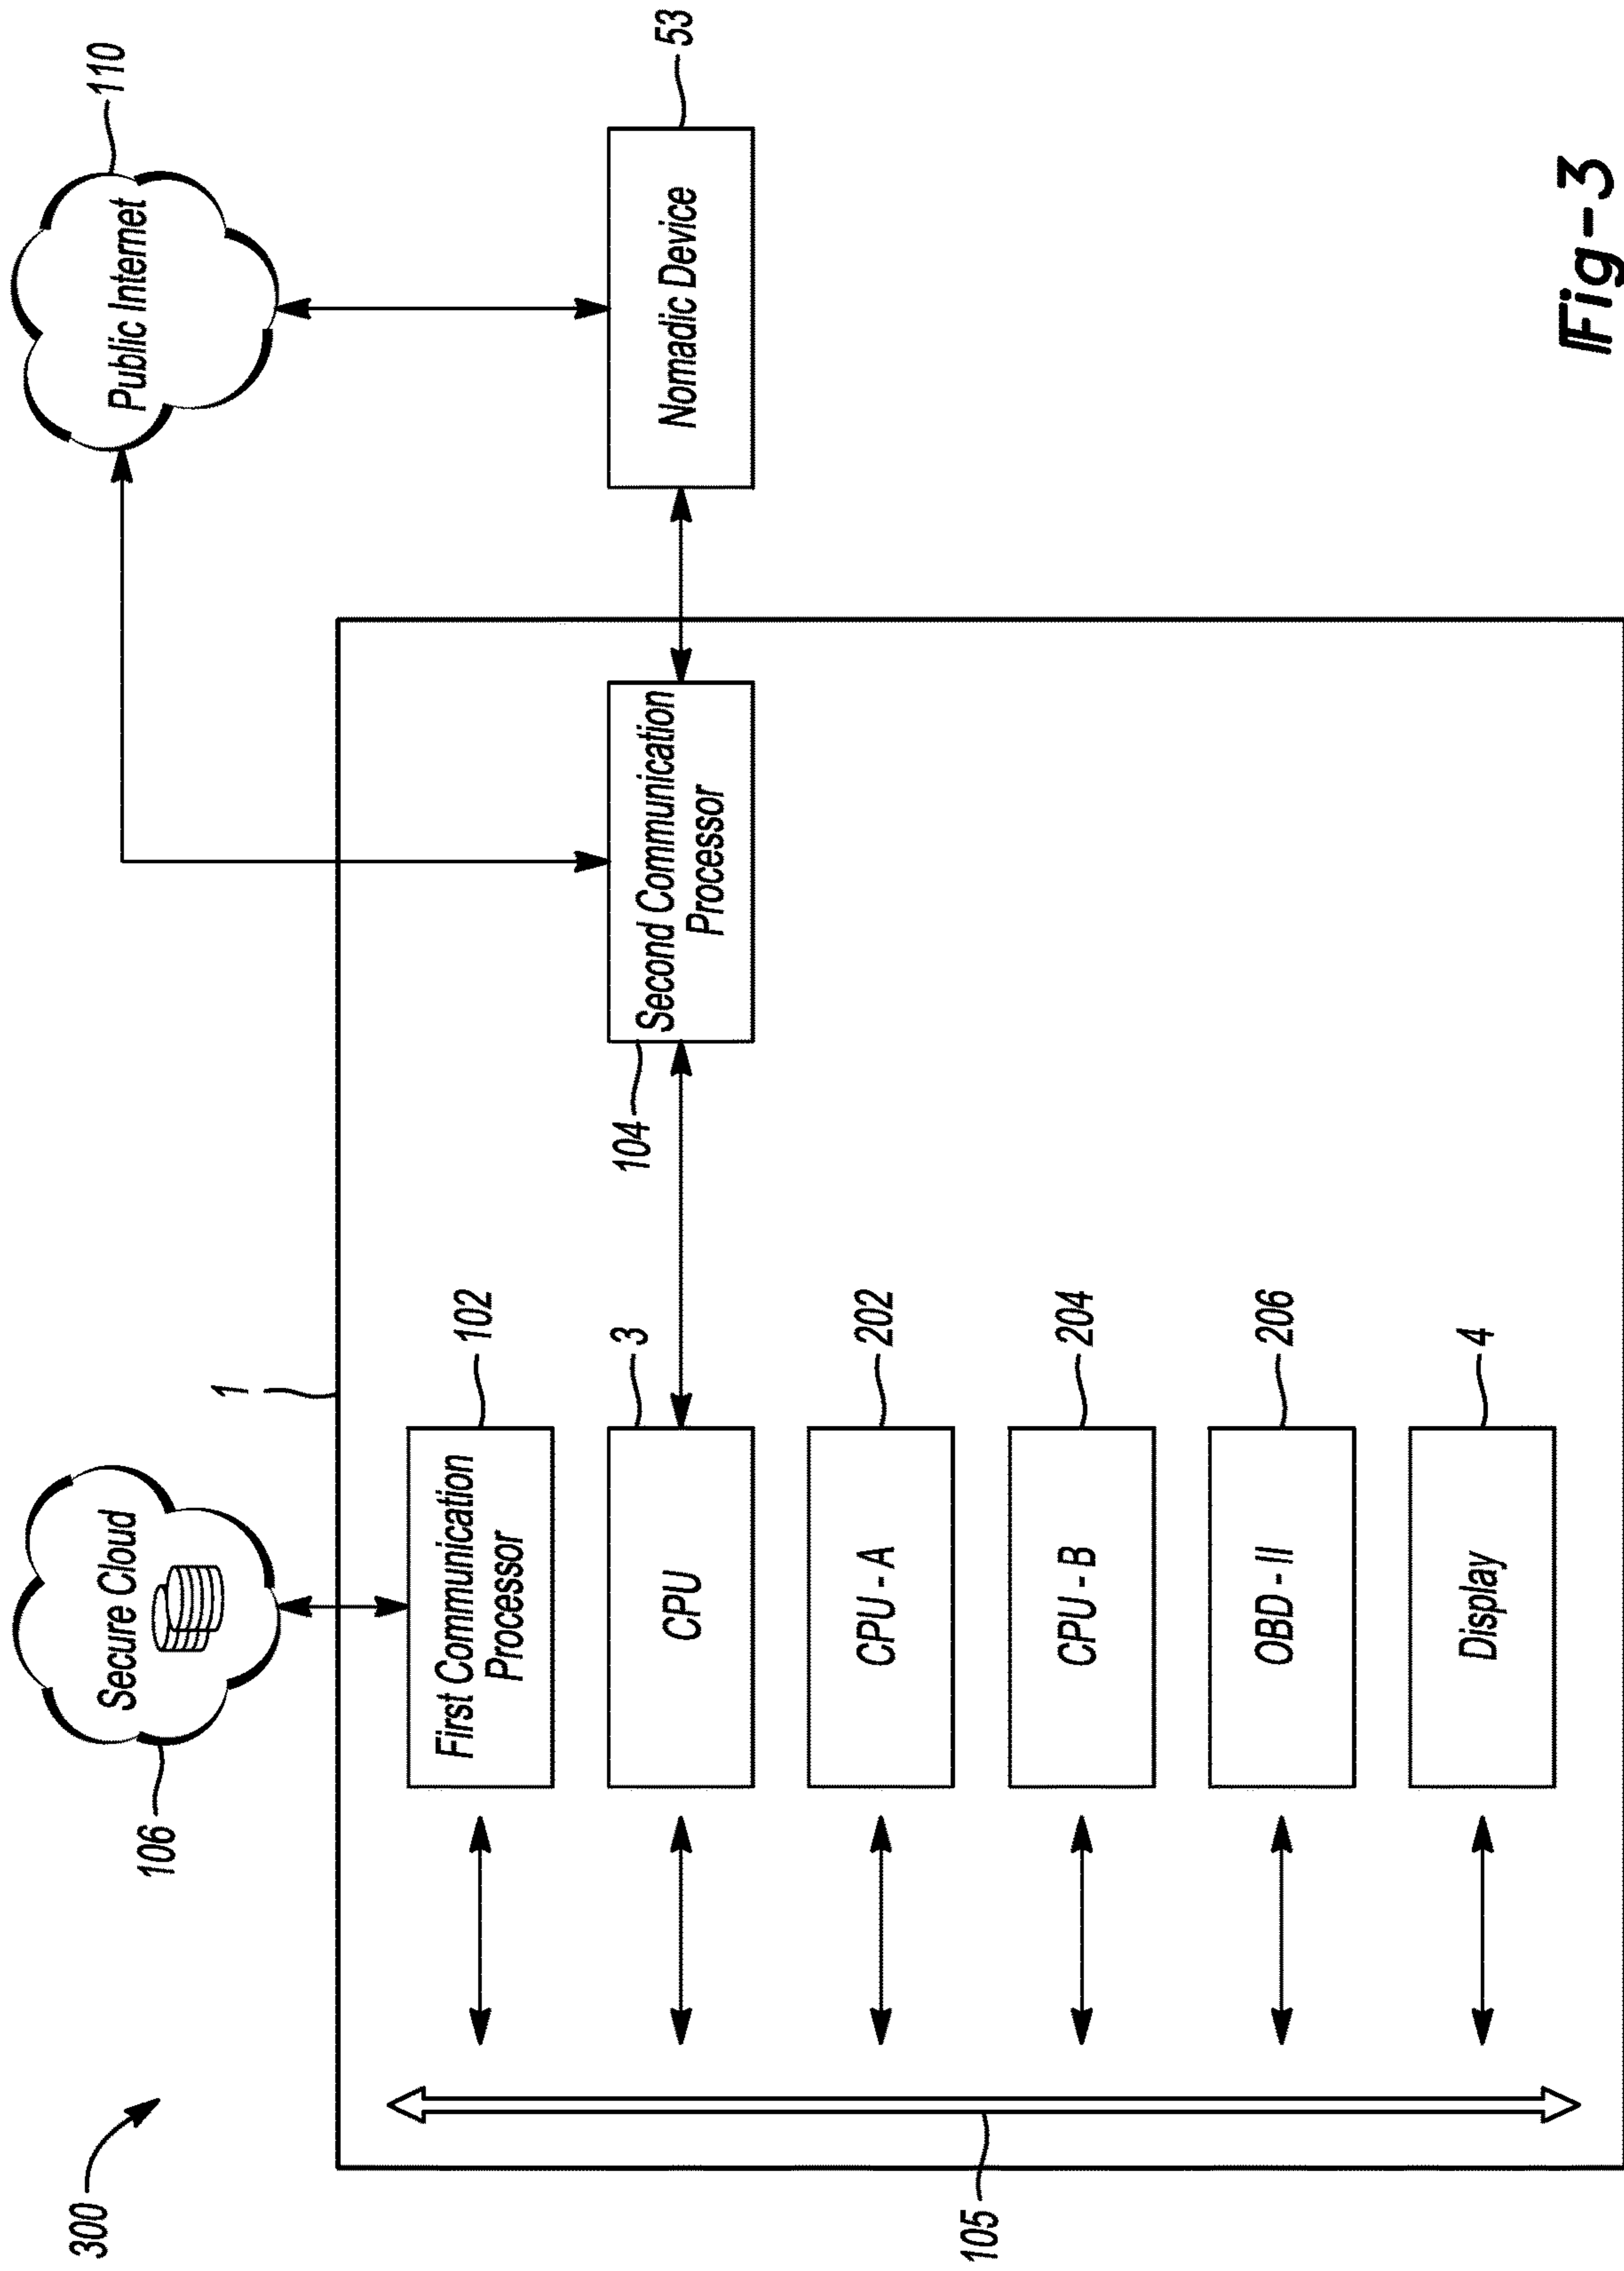 300
106
Secure Cloud
1
Public Internet
110
First Communication
Processor
102
CPU
3
104
Second Communication
Processor
Nomadic Device
53
CPU - A
202
CPU - B
204
OBD - II
206
Display
4
105
Fig-3